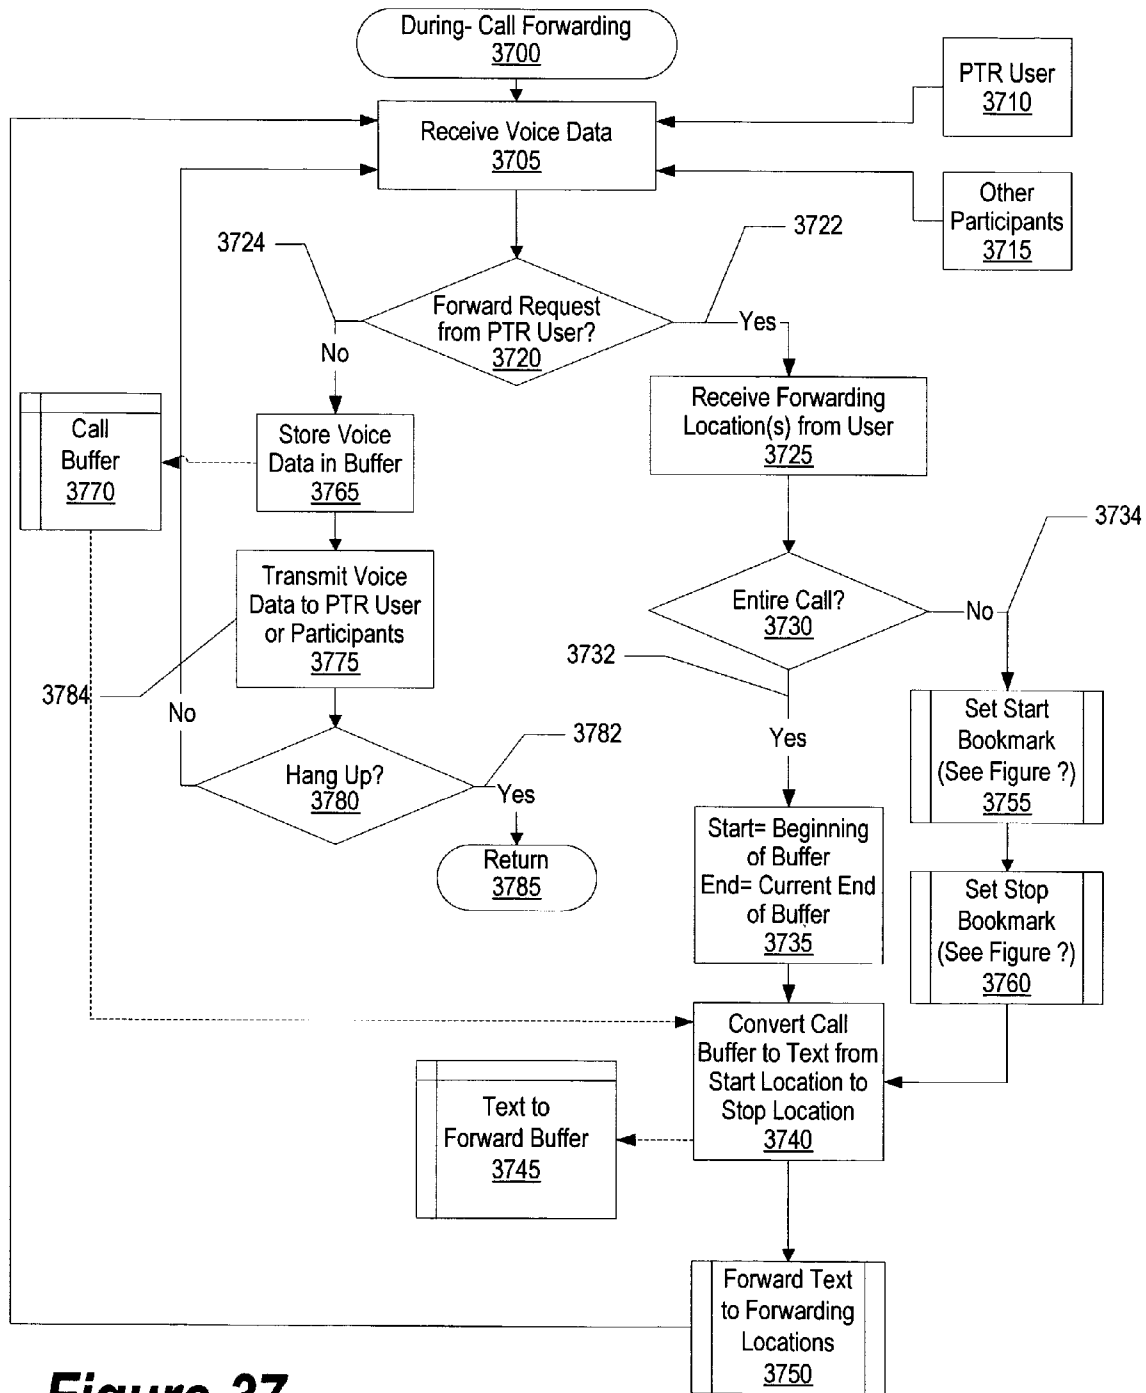 During- Call Forwarding
3700
PTR User
3710
Receive Voice Data
3705
Other
Participants
3715
3724
3722
Forward Request
from PTR User?
3720
Yes
No
Receive Forwarding
Location(s) from User
3725
Call
Buffer
3770
Store Voice
Data in Buffer
3765
3734
Transmit Voice
Data to PTR User
or Participants
3775
Entire Call?
3730
No
3732
3784
No
Set Start
Bookmark
(See Figure ?)
3755
3782
Yes
Hang Up?
3780
Yes
Start= Beginning
of Buffer
End= Current End
of Buffer
3735
Return
3785
Set Stop
Bookmark
(See Figure ?)
3760
Convert Call
Buffer to Text from
Start Location to
Stop Location
3740
Text to
Forward Buffer
3745
Forward Text
to Forwarding
Locations
3750
Figure 37